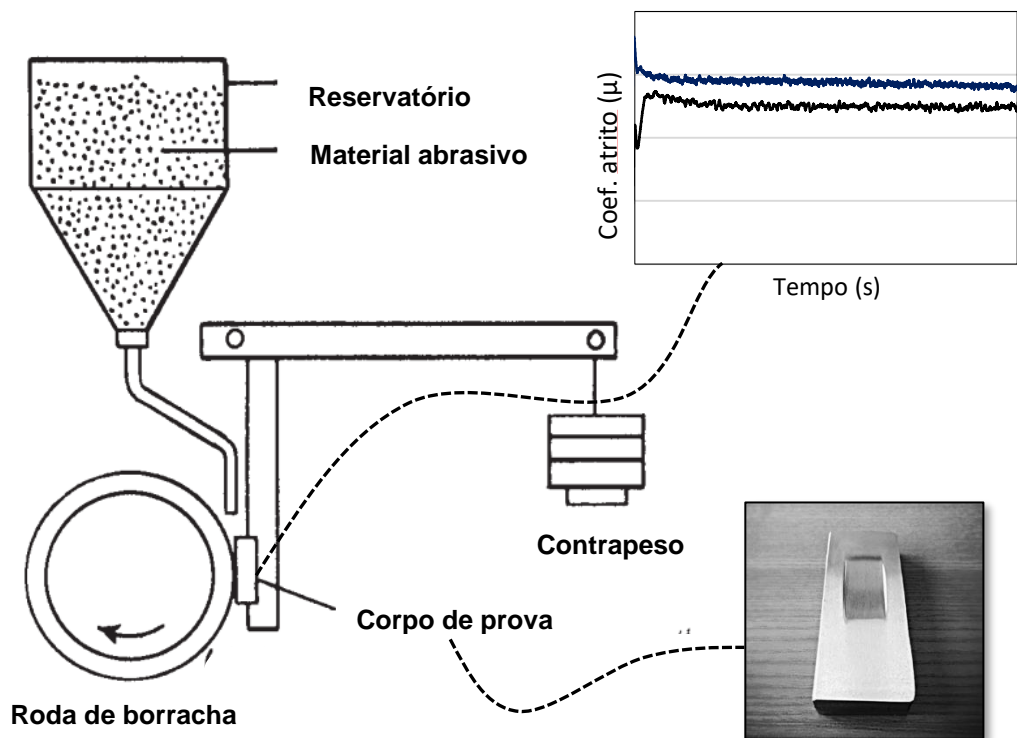 Reservatório
Material abrasivo
Coef. atrito (µ)
Tempo (s)
Contrapeso
Corpo de prova
Roda de borracha